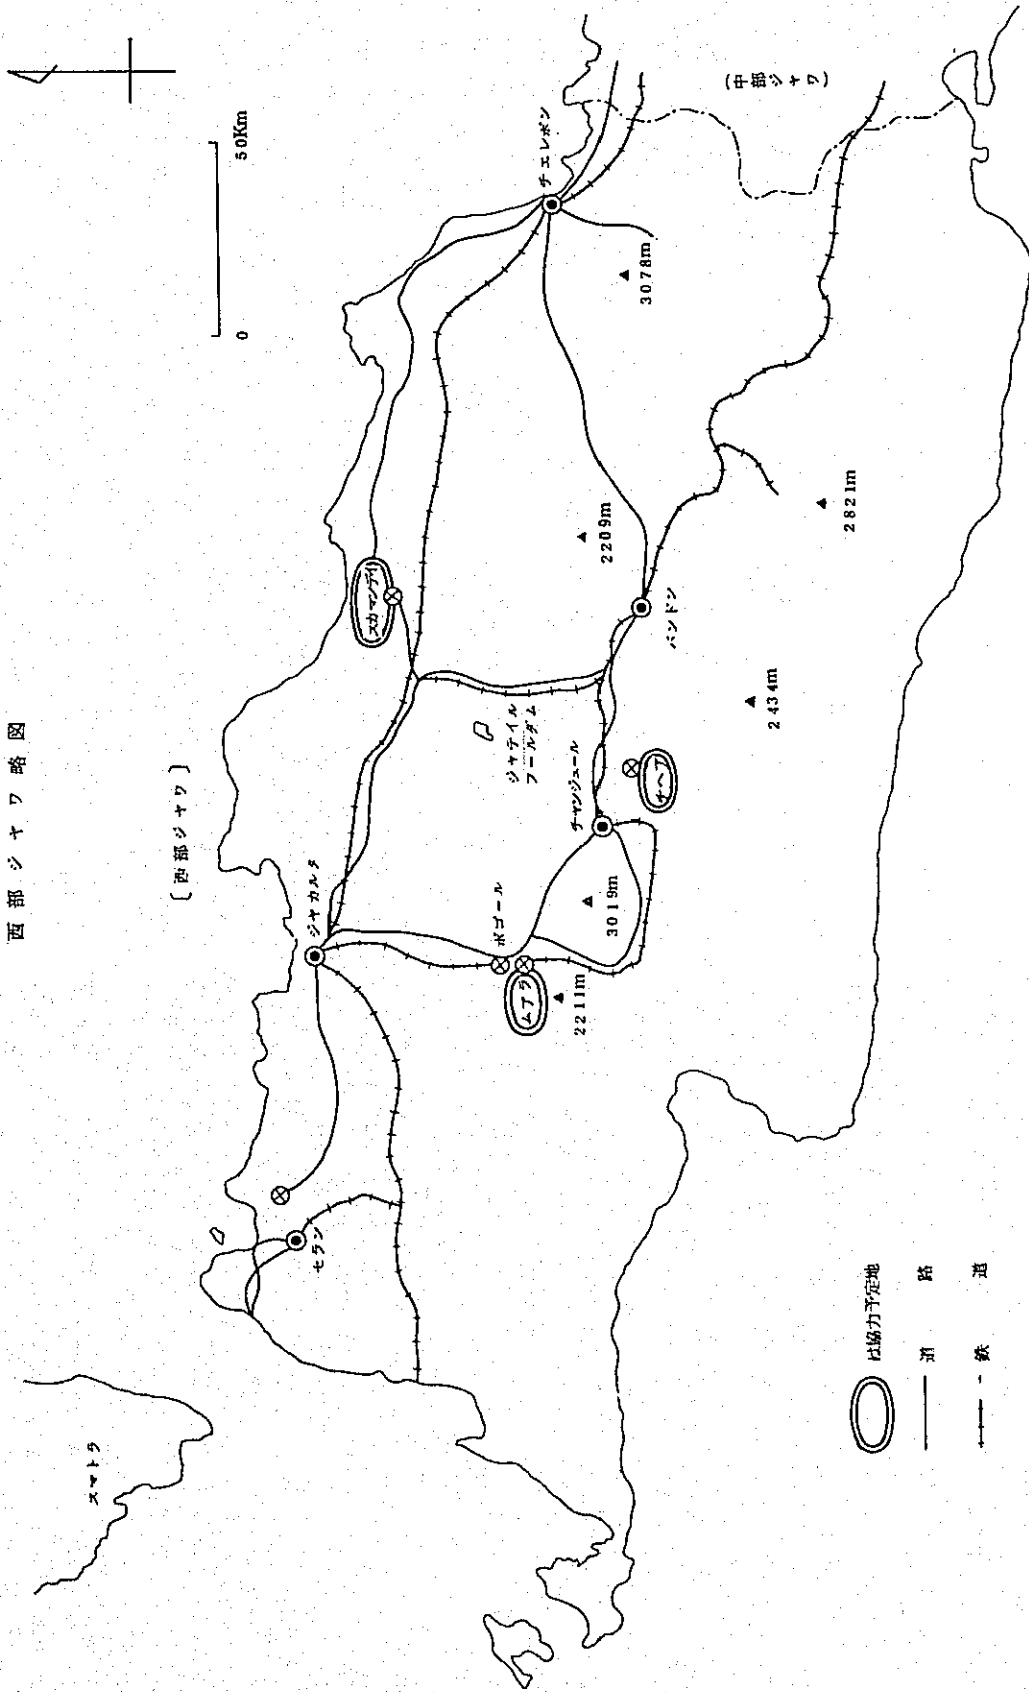 西部ジャワ略図
〔西部ジャワ〕
(中部ジャワ)
0 50Km
スマトラ
セラン
ジャカルタ
ボゴール
ムアラ
2211m
3019m
チャンジュール
チヘア
ジャティル
フールダム
スカマンディ
バンドン
2209m
2434m
2821m
チエレボン
3078m
は協力予定地
道路
鉄道